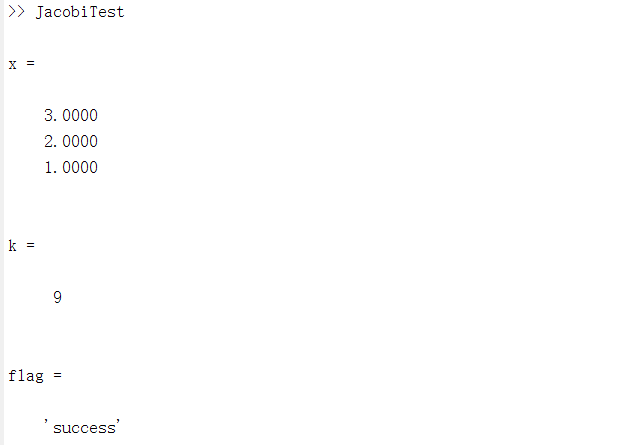 >> JacobiTest
x =
3.0000
2.0000
1.0000
k =
9
flag =
'success'